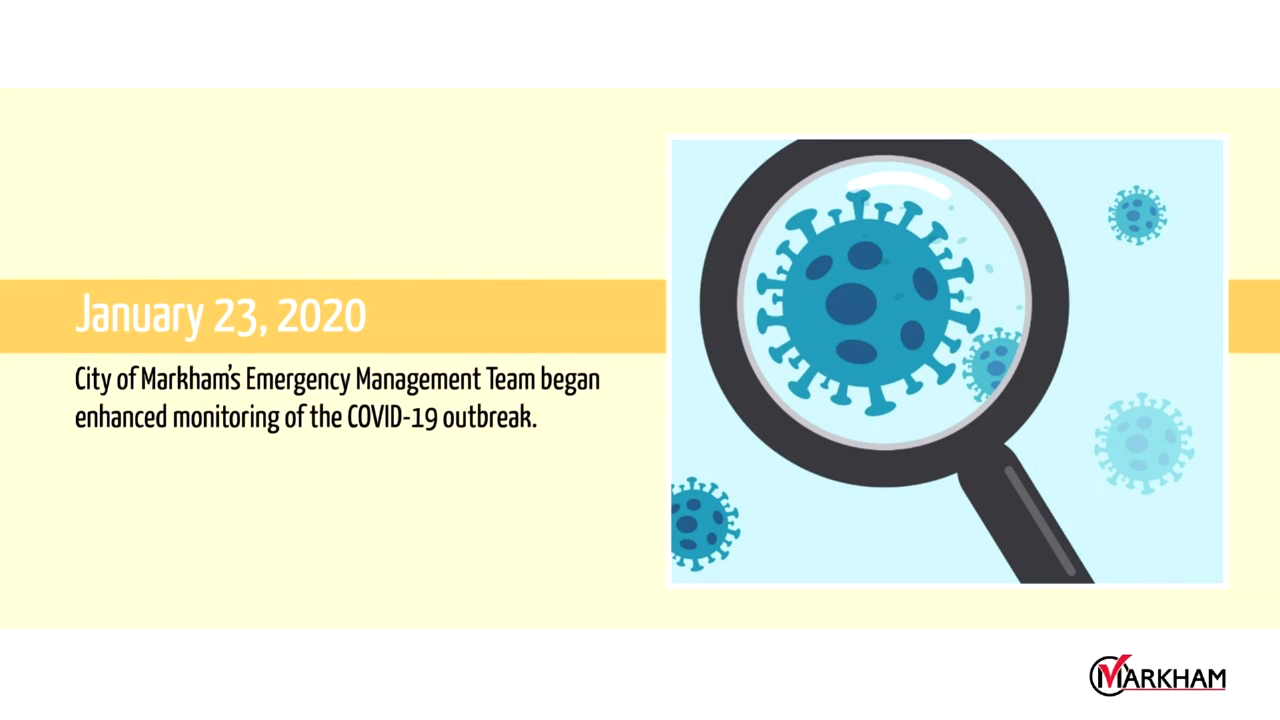 January 23, 2020
City of Markham's Emergency Management Team began
enhanced monitoring of the COVID-19 outbreak.
MARKHAM